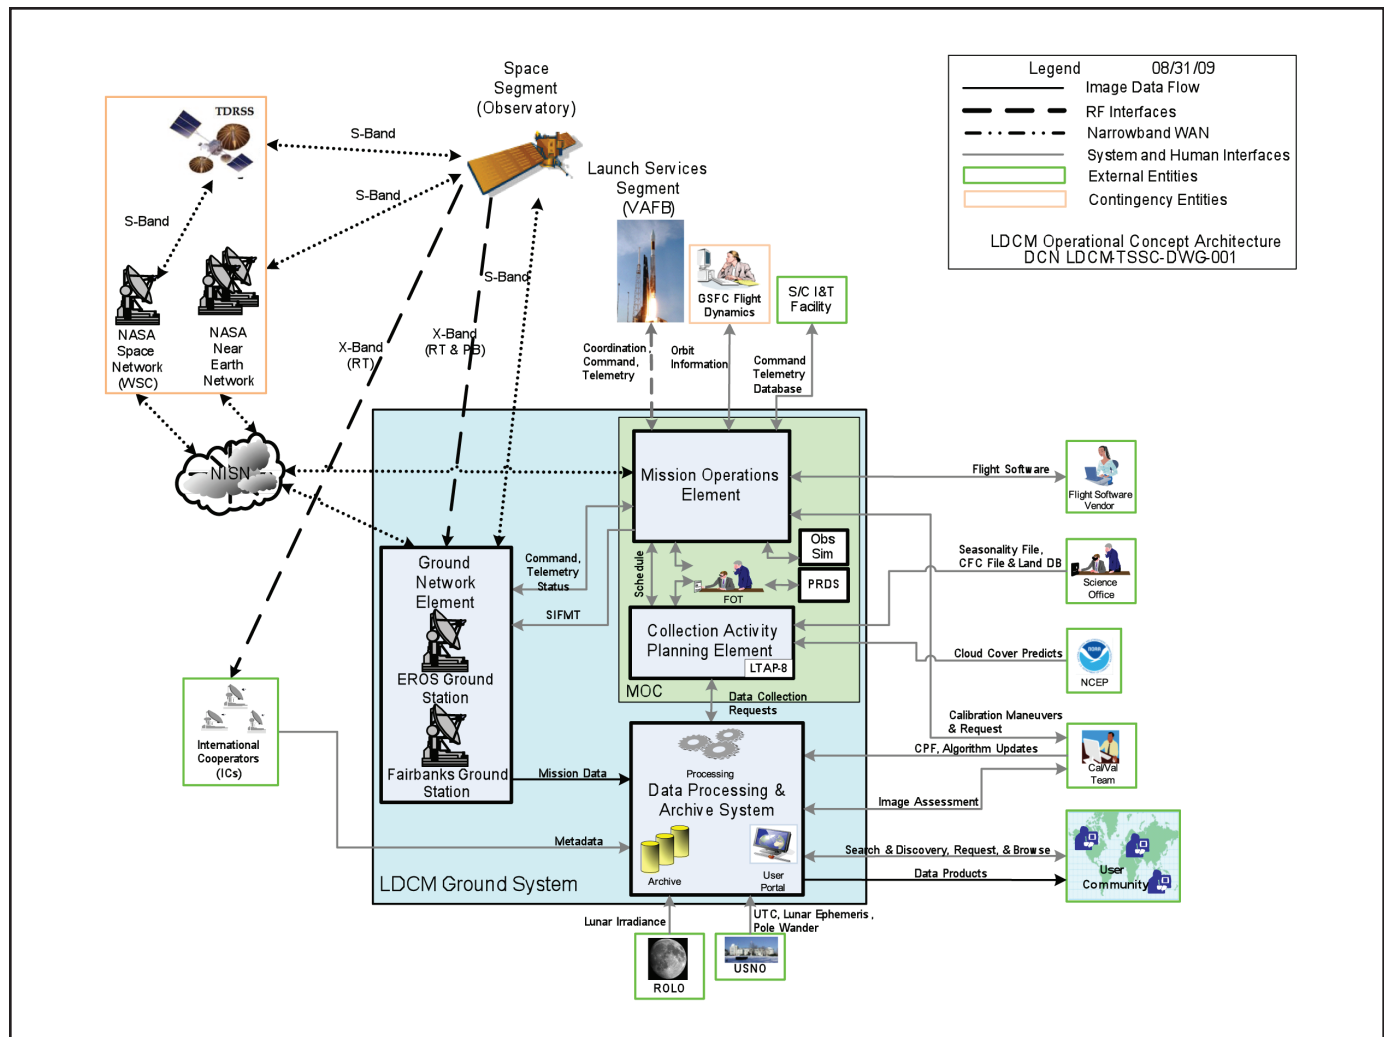 Legend 08/31/09
Image Data Flow
RF Interfaces
Narrowband WAN
System and Human Interfaces
External Entities
Contingency Entities
LDCM Operational Concept Architecture
DCN LDCM-TSSC-DWG-001
Space
Segment
(Observatory)
TDRSS
S-Band
S-Band
S-Band
S-Band
Launch Services
Segment
(VAFB)
GSFC Flight
Dynamics
S/C I&T
Facility
NASA
Space
Network
(WSC)
NASA
Near
Earth
Network
X-Band
(RT)
X-Band
(RT & PB)
Coordination,
Command,
Telemetry
Orbit
Information
Command
Telemetry
Database
NISN
Mission Operations
Element
Flight Software
Flight Software
Vendor
Ground
Network
Element
EROS Ground
Station
Fairbanks Ground
Station
Command,
Telemetry
Status
SIFMT
Schedule
FOT
Obs
Sim
PRDS
Seasonality File,
CFC File & Land DB
Science
Office
Collection Activity
Planning Element
LTAP-8
MOC
Cloud Cover Predicts
NOAA
NCEP
Data Collection
Requests
Calibration Maneuvers
& Request
CPF, Algorithm Updates
Cal/Val
Team
Image Assessment
International
Cooperators
(ICs)
Mission Data
Processing
Data Processing &
Archive System
Archive
User
Portal
Metadata
Search & Discovery, Request, & Browse
Data Products
User
Community
LDCM Ground System
Lunar Irradiance
UTC, Lunar Ephemeris,
Pole Wander
ROLO
USNO